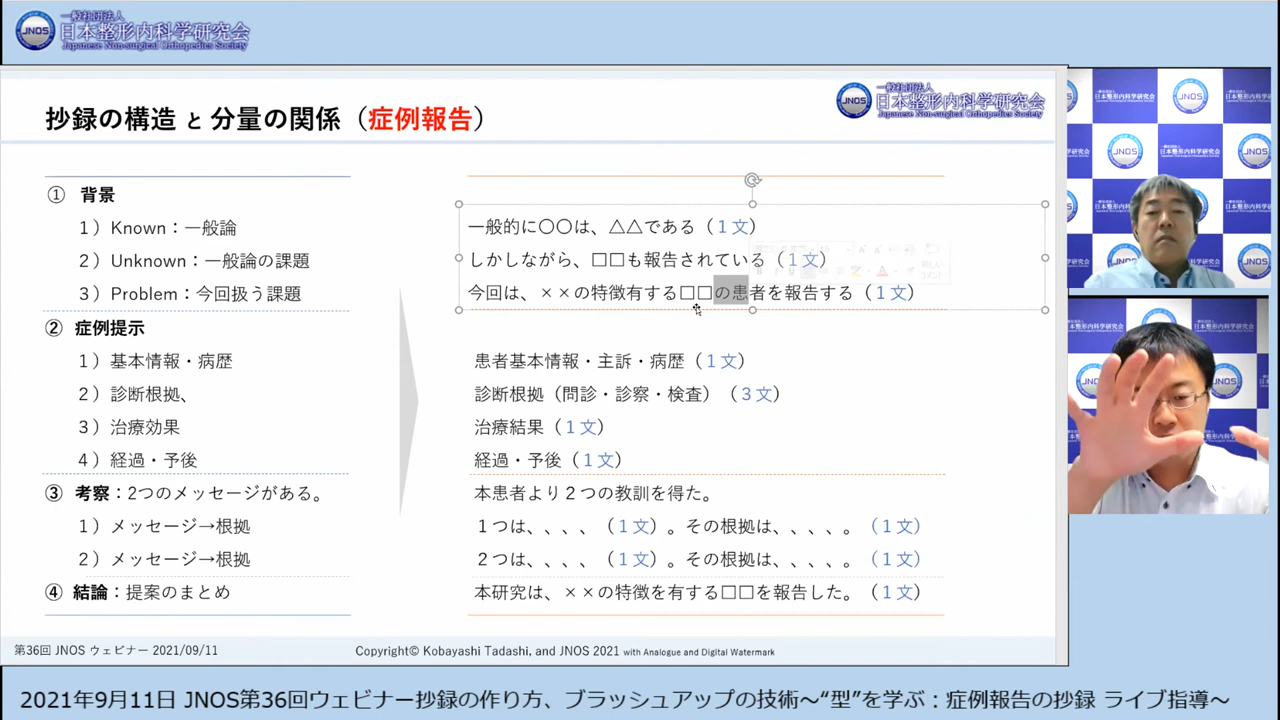 一般社団法人
JNOS 日本整形内科学研究会
Japanese Non-surgical Orthopedics Society
抄録の構造 と 分量の関係（症例報告）
一般社団法人
JNOS 日本整形内科学研究会
Japanese Non-surgical Orthopedics Society
① 背景
1）Known：一般論
2）Unknown：一般論の課題
3）Problem：今回扱う課題
一般的に〇〇は、△△である（1文）
しかしながら、□□も報告されている（1文）
今回は、××の特徴有する□□の患者を報告する（1文）
② 症例提示
1）基本情報・病歴
2）診断根拠、
3）治療効果
4）経過・予後
患者基本情報・主訴・病歴（1文）
診断根拠（問診・診察・検査）（3文）
治療結果（1文）
経過・予後（1文）
③ 考察：2つのメッセージがある。
1）メッセージ→根拠
2）メッセージ→根拠
本患者より２つの教訓を得た。
１つは、、、、（1文）。その根拠は、、、、、。（1文）
２つは、、、、（1文）。その根拠は、、、、、。（1文）
④ 結論：提案のまとめ
本研究は、××の特徴を有する□□を報告した。（1文）
第36回 JNOS ウェビナー 2021/09/11
Copyright© Kobayashi Tadashi, and JNOS 2021 with Analogue and Digital Watermark
2021年9月11日 JNOS第36回ウェビナー抄録の作り方、ブラッシュアップの技術～“型”を学ぶ：症例報告の抄録 ライブ指導～